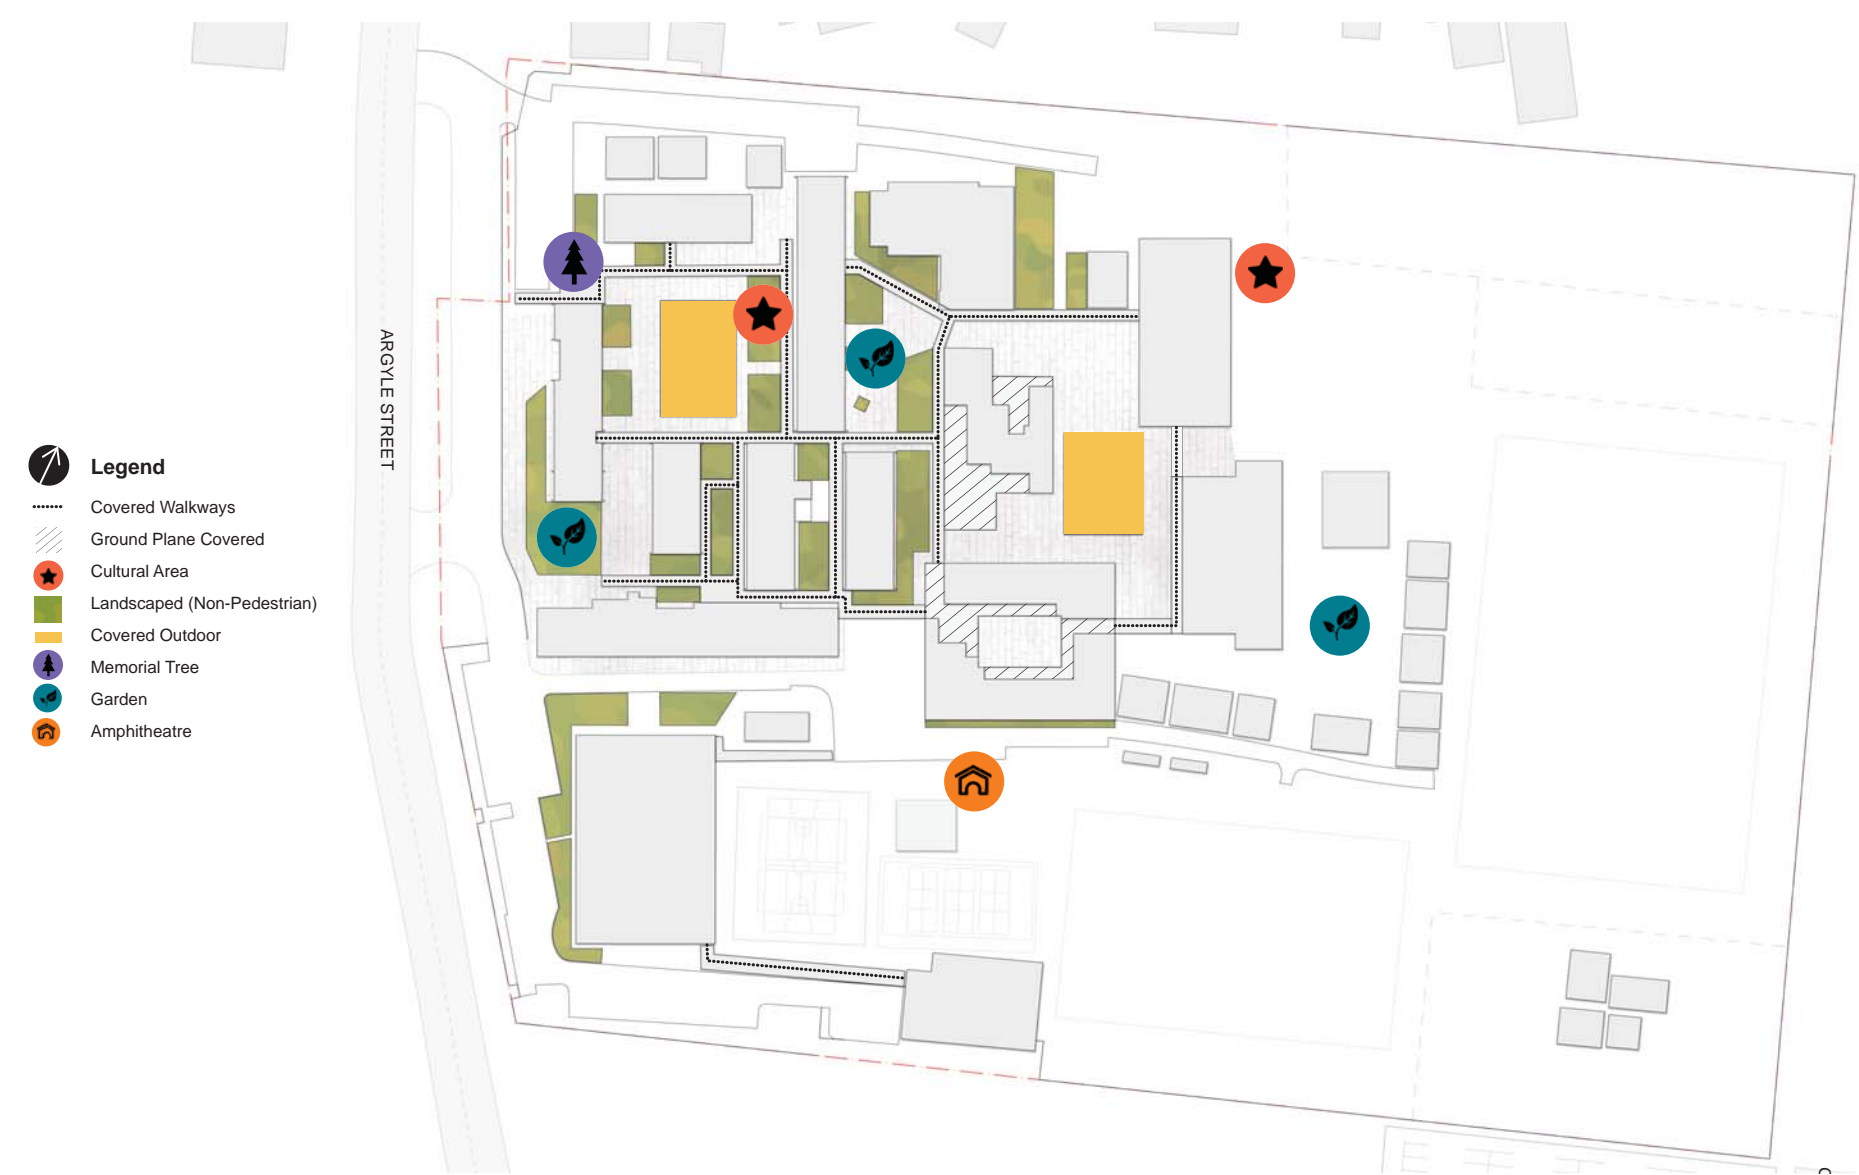 ARGYLE STREET
Legend
Covered Walkways
Ground Plane Covered
Cultural Area
Landscaped (Non-Pedestrian)
Covered Outdoor
Memorial Tree
Garden
Amphitheatre